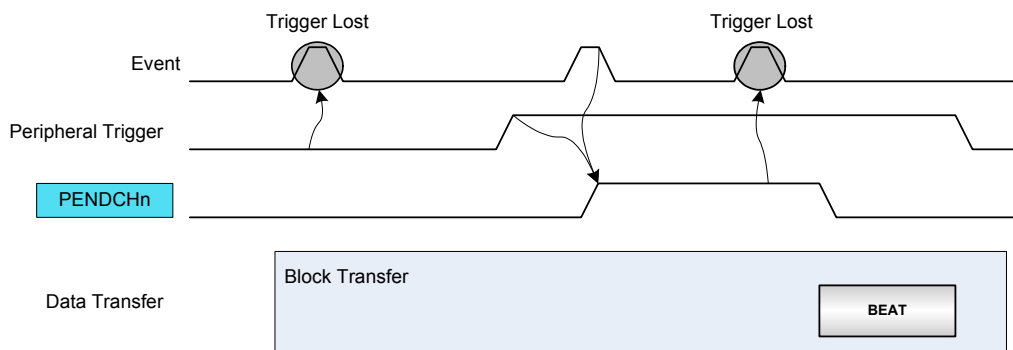 Trigger Lost
Trigger Lost
Event
Peripheral Trigger
PENDCHn
Block Transfer
Data Transfer
BEAT